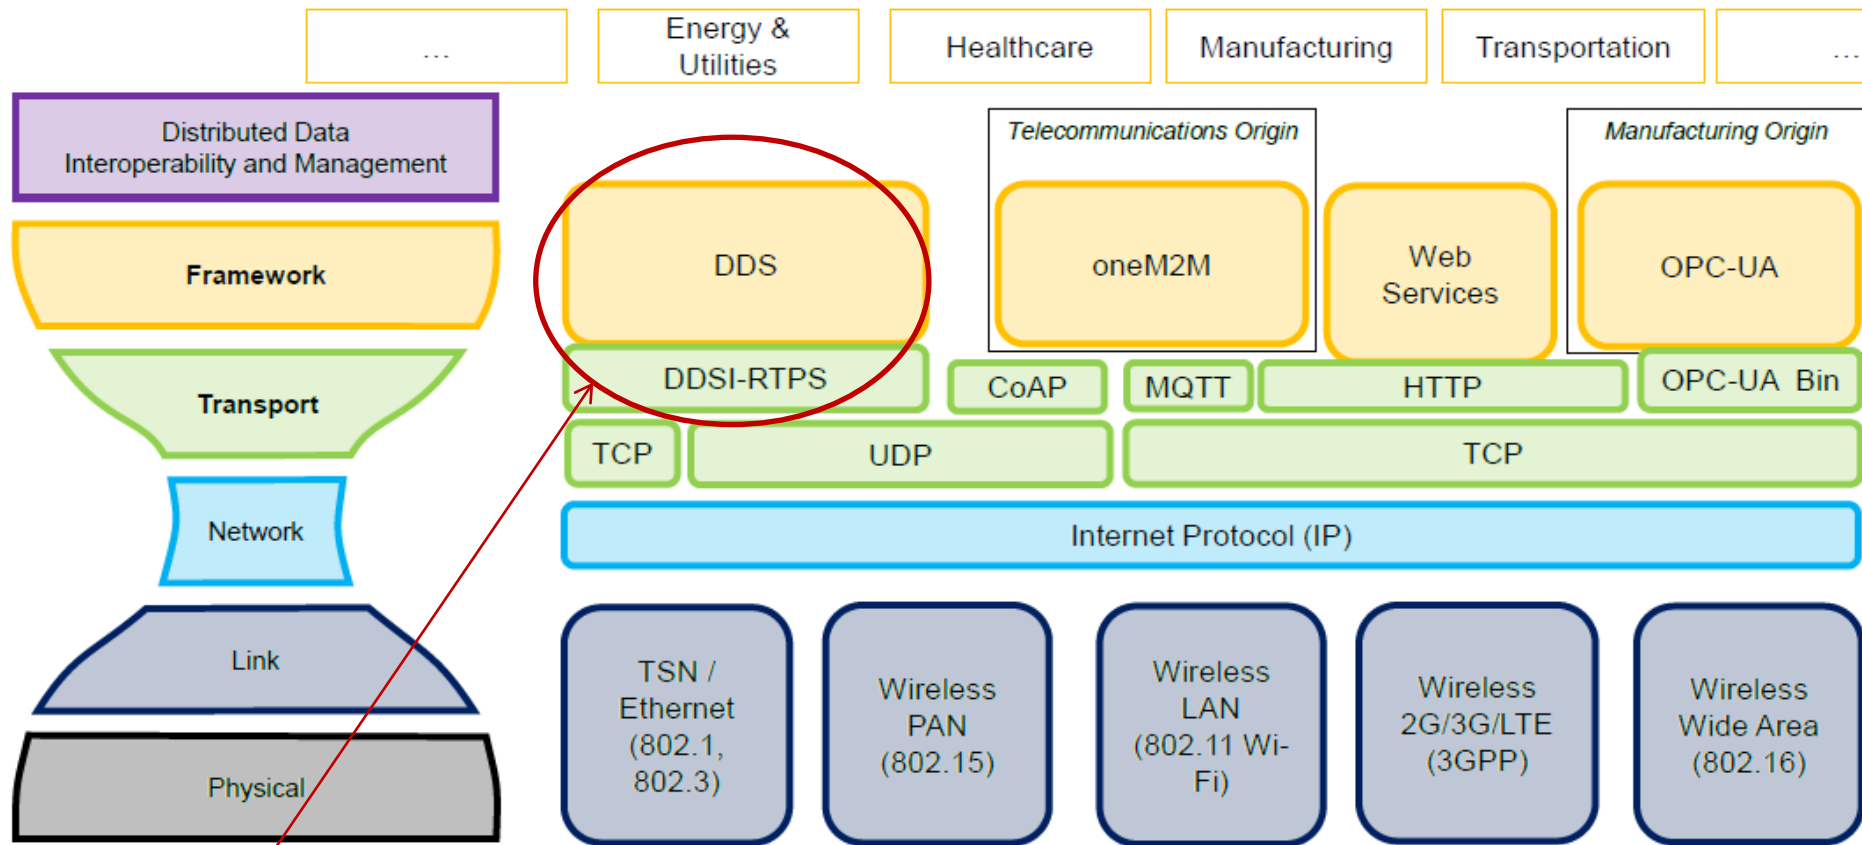 ...
Energy &
Utilities
Healthcare
Manufacturing
Transportation
...
Distributed Data
Interoperability and Management
Telecommunications Origin
Manufacturing Origin
Framework
DDS
oneM2M
Web
Services
OPC-UA
Transport
DDSI-RTPS
CoAP
MQTT
HTTP
OPC-UA Bin
TCP
UDP
TCP
Network
Internet Protocol (IP)
Link
TSN /
Ethernet
(802.1,
802.3)
Wireless
PAN
(802.15)
Wireless
LAN
(802.11 Wi-
Fi)
Wireless
2G/3G/LTE
(3GPP)
Wireless
Wide Area
(802.16)
Physical